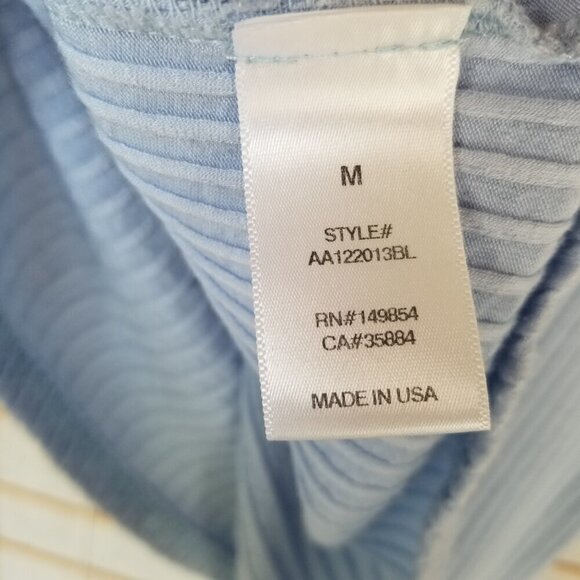 M
STYLE#
AA122013BL
RN#149854
CA#35884
MADE IN USA